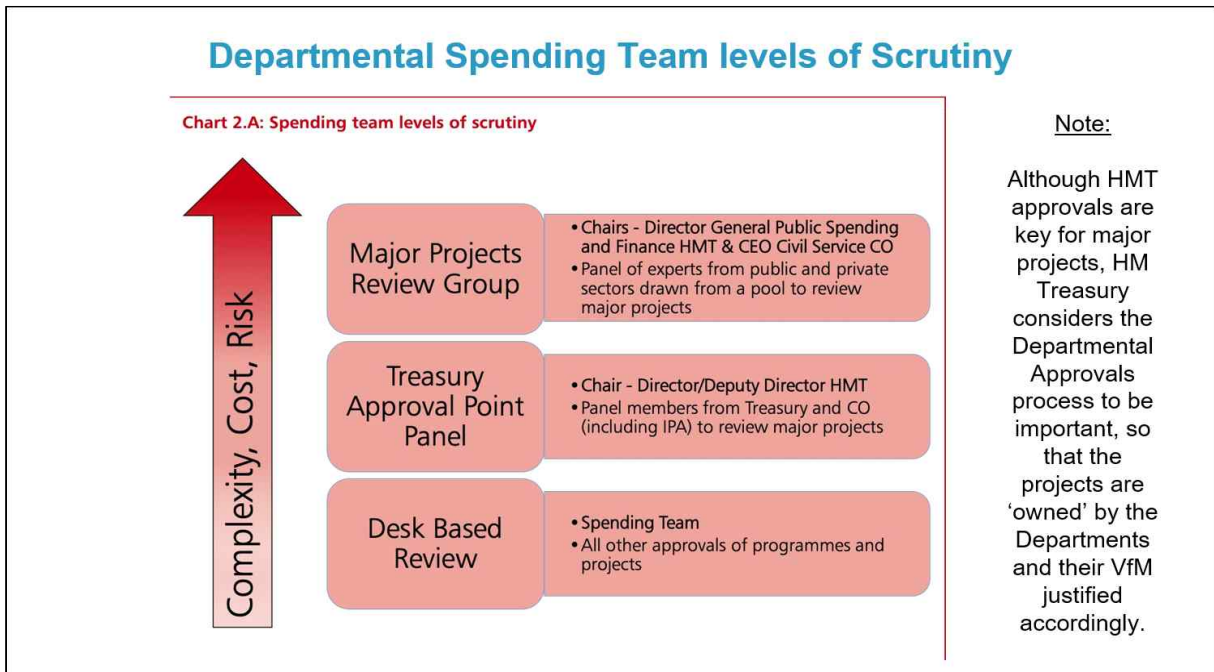 Departmental Spending Team levels of Scrutiny
Chart 2.A: Spending team levels of scrutiny
Complexity, Cost, Risk
Major Projects
Review Group
• Chairs - Director General Public Spending
and Finance HMT & CEO Civil Service CO
• Panel of experts from public and private
sectors drawn from a pool to review
major projects
Treasury
Approval Point
Panel
• Chair - Director/Deputy Director HMT
• Panel members from Treasury and CO
(including IPA) to review major projects
Desk Based
Review
• Spending Team
• All other approvals of programmes and
projects
Note:
Although HMT
approvals are
key for major
projects, HM
Treasury
considers the
Departmental
Approvals
process to be
important, so
that the
projects are
‘owned’ by the
Departments
and their VfM
justified
accordingly.